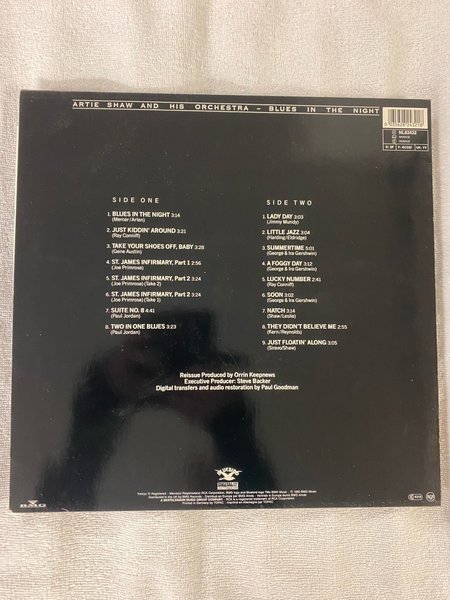 ARTIE SHAW AND HIS ORCHESTRA – BLUES IN THE NIGHT
NL82432
SIDE ONE
1. BLUES IN THE NIGHT 3:14
(Mercer/Arlen)
2. JUST KIDDIN' AROUND 3:21
(Ray Conniff)
3. TAKE YOUR SHOES OFF, BABY 3:28
(Gene Austin)
4. ST. JAMES INFIRMARY, Part 1 2:56
(Joe Primrose)
5. ST. JAMES INFIRMARY, Part 2 3:24
(Joe Primrose) (Take 2)
6. ST. JAMES INFIRMARY, Part 2 3:24
(Joe Primrose) (Take 1)
7. SUITE NO. 8 4:41
(Paul Jordan)
8. TWO IN ONE BLUES 3:23
(Paul Jordan)
SIDE TWO
1. LADY DAY 3:03
(Jimmy Mundy)
2. LITTLE JAZZ 3:04
(Harding/Eldridge)
3. SUMMERTIME 5:01
(George & Ira Gershwin)
4. A FOGGY DAY 3:12
(George & Ira Gershwin)
5. LUCKY NUMBER 2:41
(Ray Conniff)
6. SOON 3:02
(George & Ira Gershwin)
7. NATCH 3:14
(Shaw/Leslie)
8. THEY DIDN'T BELIEVE ME 2:55
(Kern/Reynolds)
9. JUST FLOATIN' ALONG 3:05
Reissue Produced by Orrin Keepnews
Executive Producer: Steve Backer
Digital transfers and audio restoration by Paul Goodman
BMG